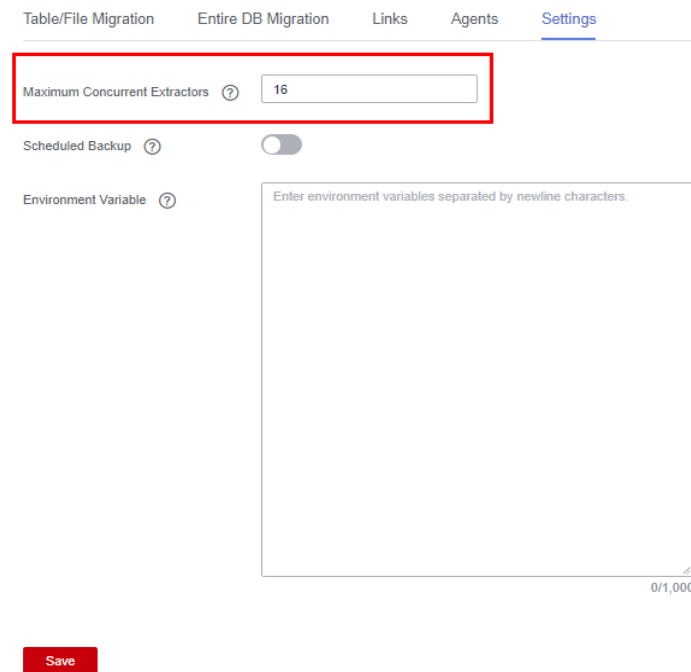 Table/File Migration Entire DB Migration Links Agents Settings
Maximum Concurrent Extractors ? 16
Scheduled Backup ?
Environment Variable ? Enter environment variables separated by newline characters.
0/1,000
Save